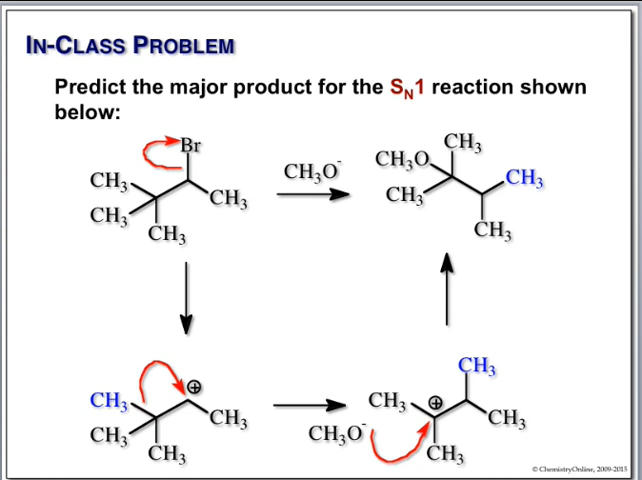 IN-CLASS PROBLEM
Predict the major product for the SN1 reaction shown
below:
Br
CH3
CH3
CH3
CH3
CH3O-
CH3O
CH3
CH3
CH3
CH3
CH3
⊕
CH3
CH3
CH3
CH3O-
CH3
CH3
⊕
CH3
CH3
© ChemistryOnline, 2009-2015